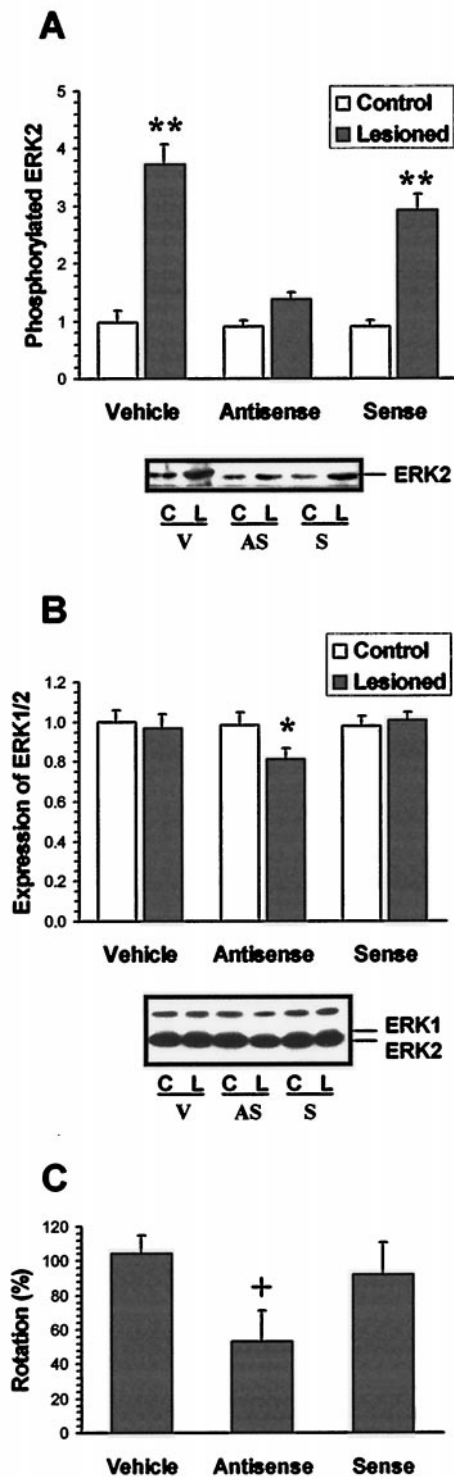 A
Phosphorylated ERK2
5
4
3
2
1
0
Control
Lesioned
**
**
Vehicle Antisense Sense
ERK2
C L C L C L
V AS S
B
Expression of ERK1/2
1.2
1.0
0.8
0.6
0.4
0.2
0.0
Control
Lesioned
*
Vehicle Antisense Sense
ERK1
ERK2
C L C L C L
V AS S
C
Rotation (%)
120
100
80
60
40
20
0
+
Vehicle Antisense Sense